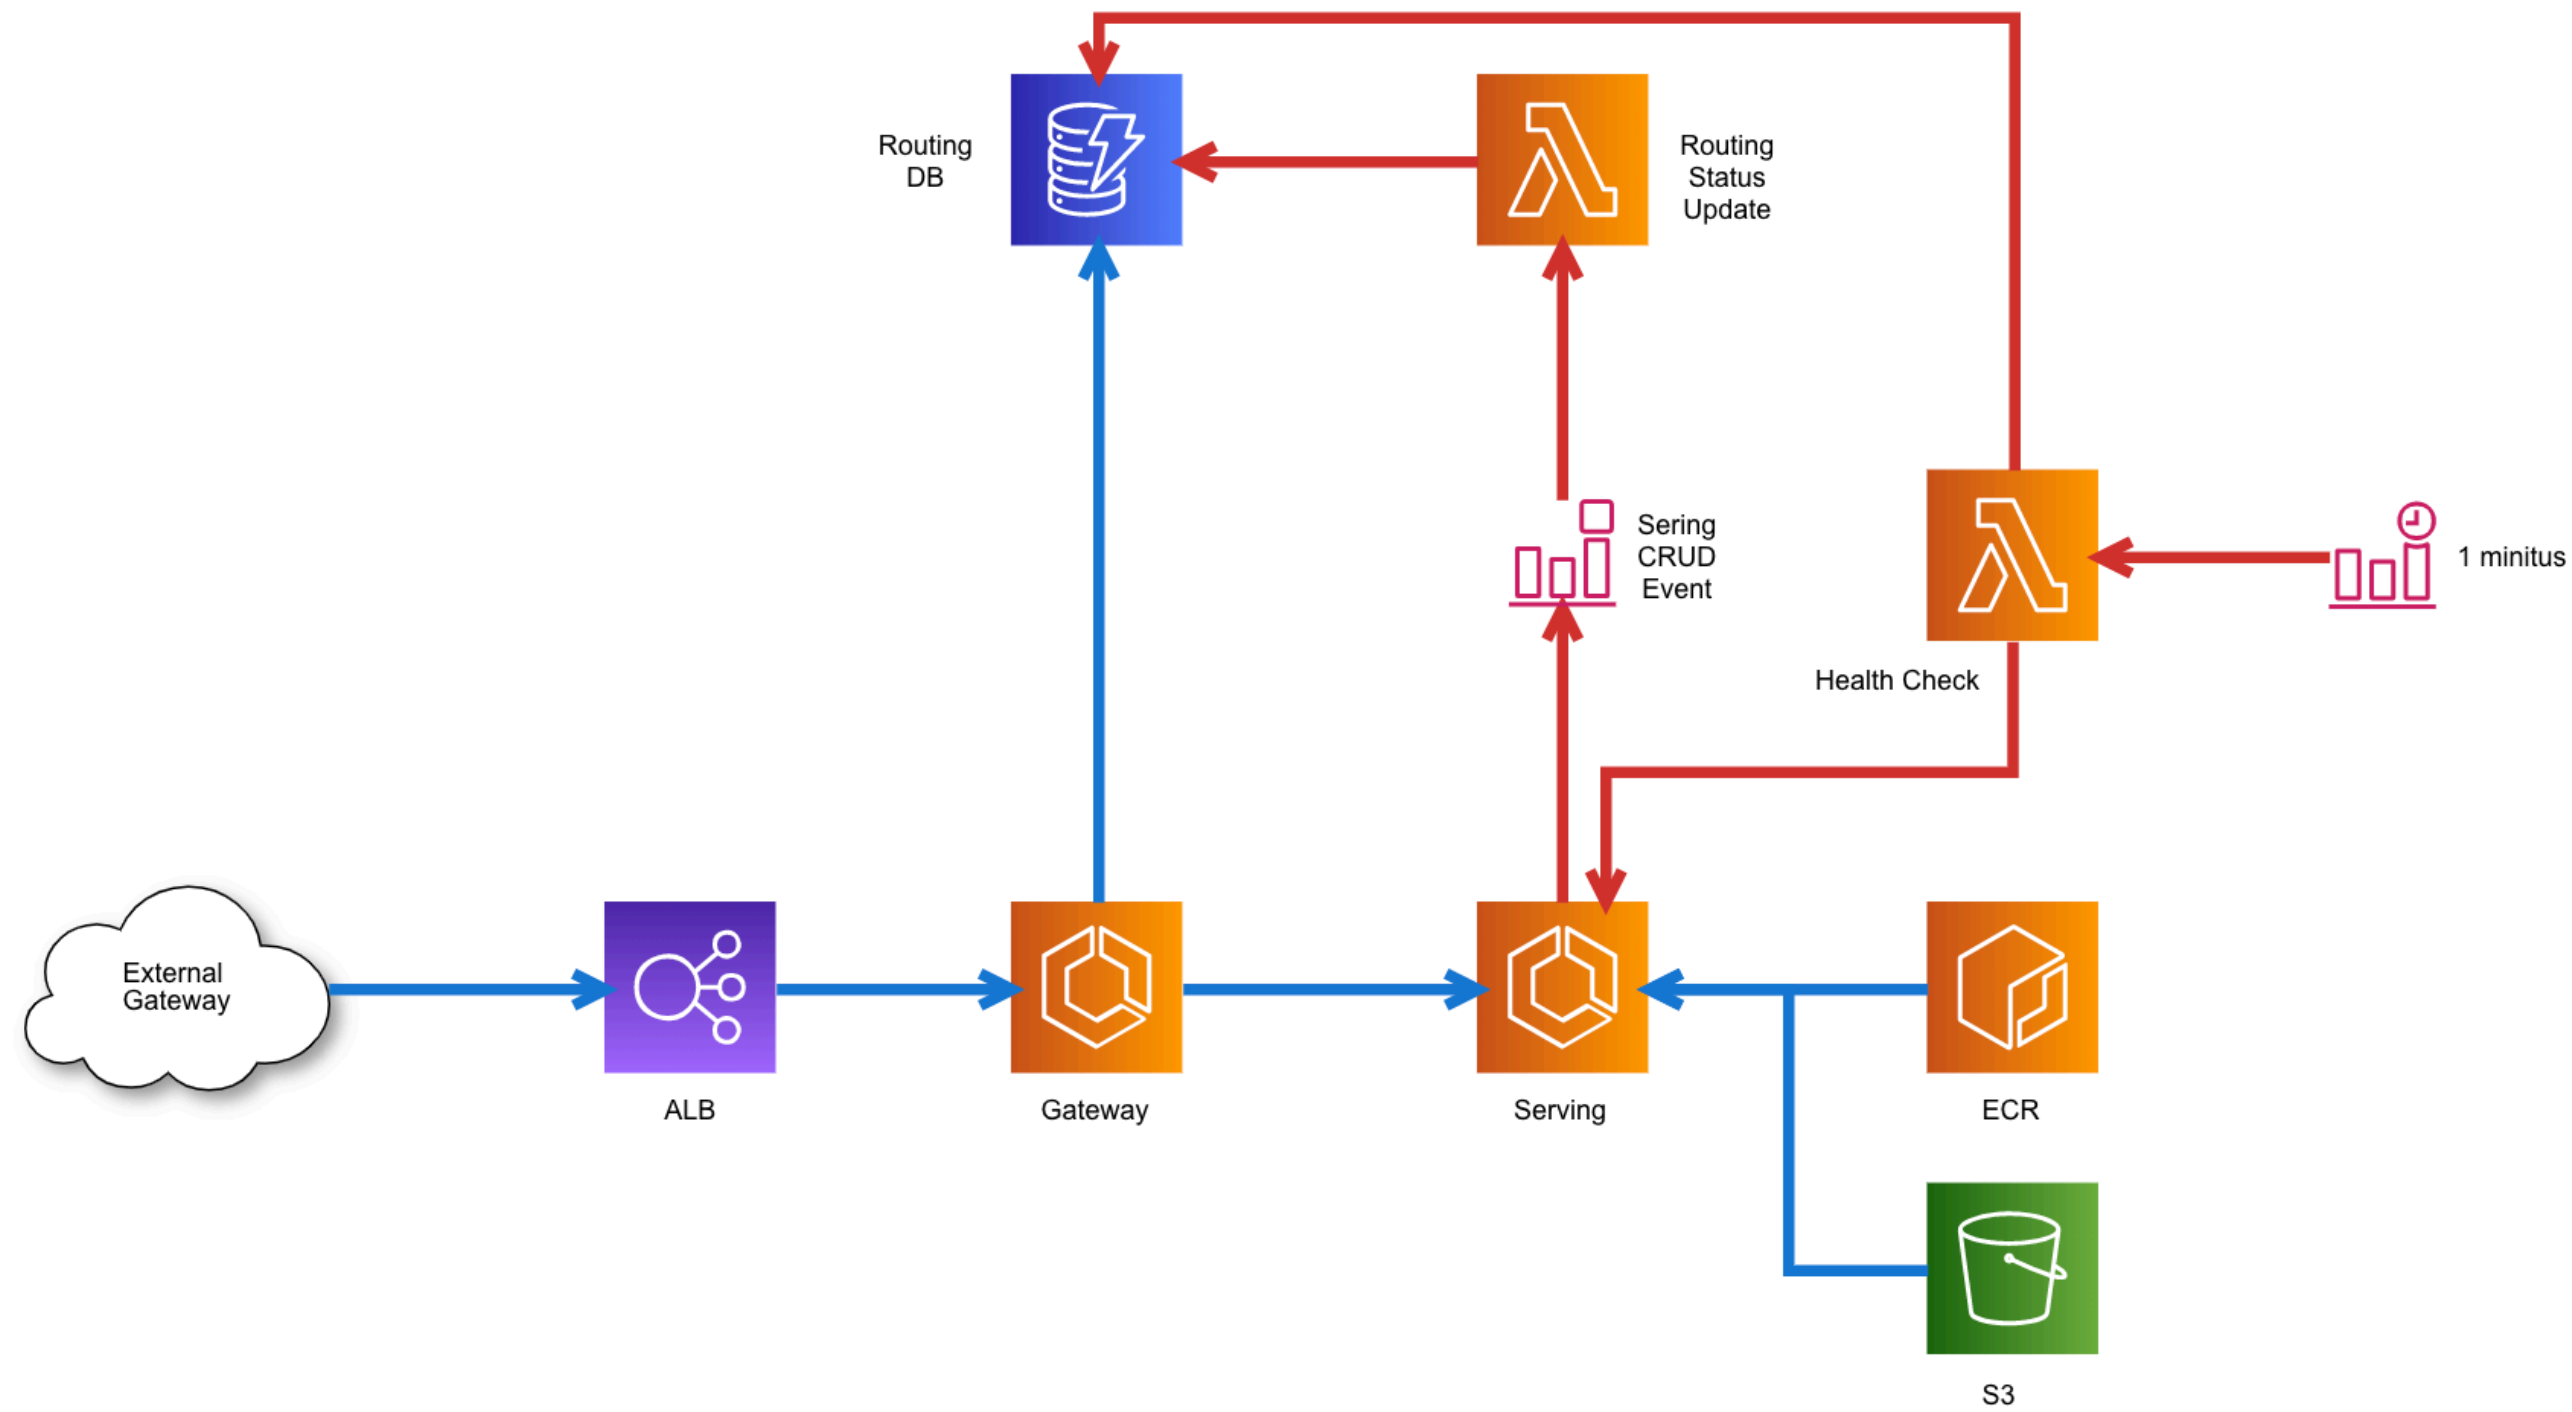 Routing
DB
Routing
Status
Update
Sering
CRUD
Event
1 minitus
Health Check
External
Gateway
ALB
Gateway
Serving
ECR
S3